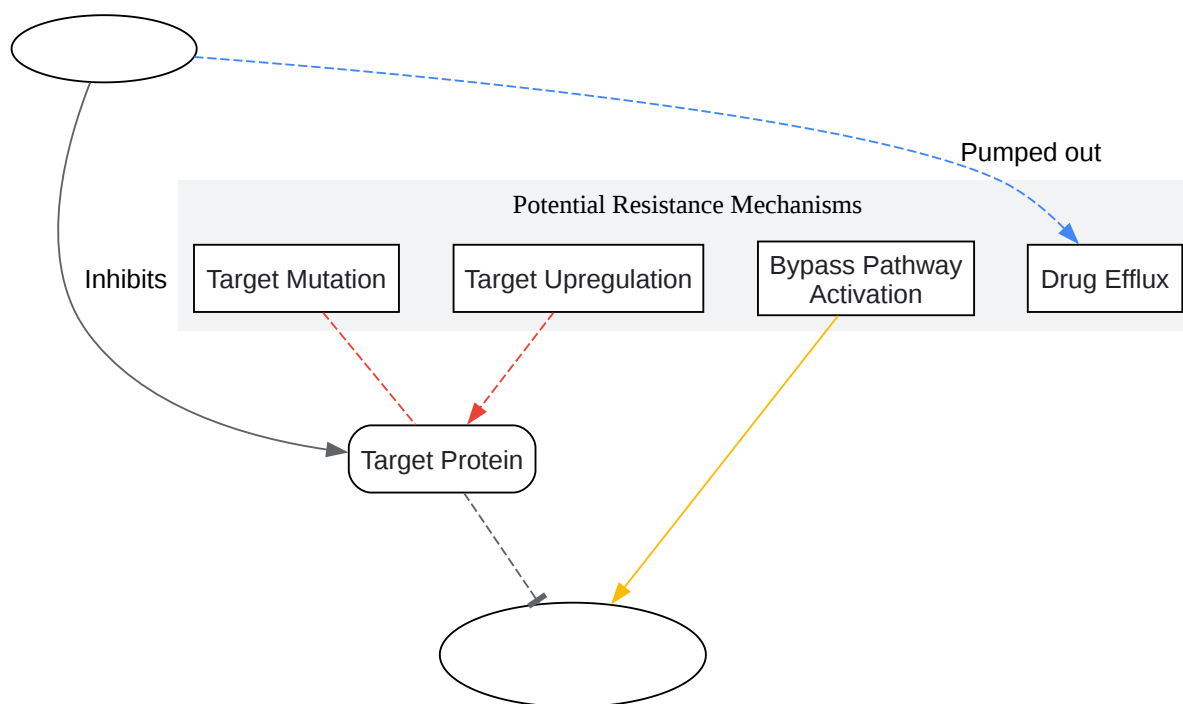 Pumped out
Potential Resistance Mechanisms
Inhibits
Target Mutation
Target Upregulation
Bypass Pathway
Activation
Drug Efflux
Target Protein